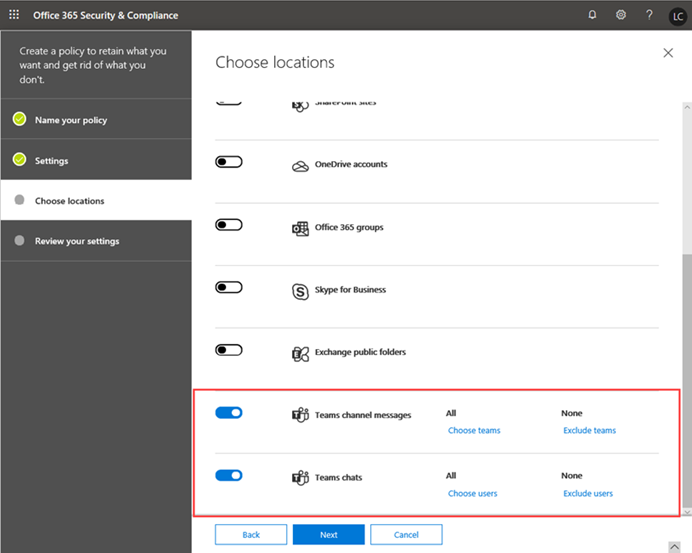 Office 365 Security & Compliance
?
LC
Create a policy to retain what you
want and get rid of what you
don't.
Name your policy
Settings
Choose locations
Review your settings
Choose locations
SharePoint sites
OneDrive accounts
Office 365 groups
Skype for Business
Exchange public folders
Teams channel messages All None
Choose teams Exclude teams
Teams chats All None
Choose users Exclude users
Back Next Cancel